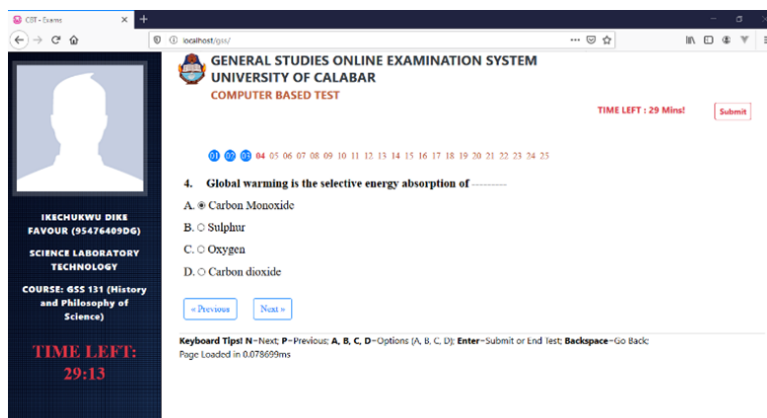 CBT - Exams
localhost/gss/
GENERAL STUDIES ONLINE EXAMINATION SYSTEM
UNIVERSITY OF CALABAR
COMPUTER BASED TEST
TIME LEFT : 29 Mins!
Submit
01 02 03 04 05 06 07 08 09 10 11 12 13 14 15 16 17 18 19 20 21 22 23 24 25
4. Global warming is the selective energy absorption of ----------
A. Carbon Monoxide
B. Sulphur
C. Oxygen
D. Carbon dioxide
« Previous Next »
Keyboard Tips! N-Next; P-Previous; A, B, C, D-Options (A, B, C, D); Enter-Submit or End Test; Backspace-Go Back;
Page Loaded in 0.078699ms
IKECHUKWU DIKE
FAVOUR (95476409DG)
SCIENCE LABORATORY
TECHNOLOGY
COURSE: GSS 131 (History
and Philosophy of
Science)
TIME LEFT:
29:13